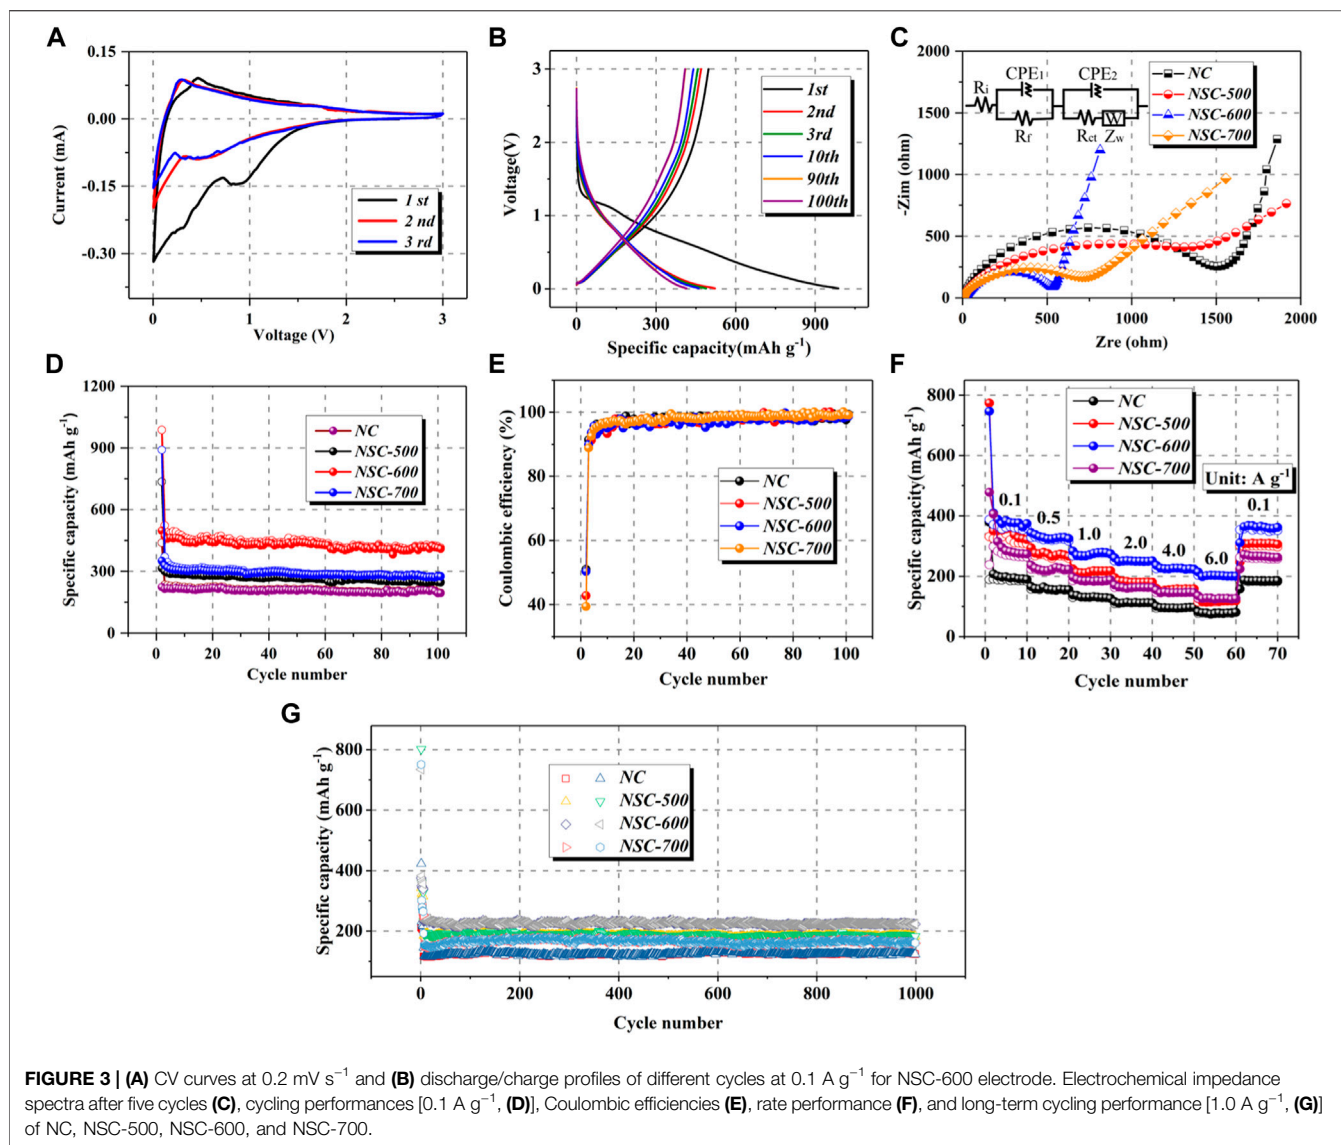 A
0.15
0.00
-0.15
-0.30
Current (mA)
0
1
2
3
Voltage (V)
1 st
2 nd
3 rd
B
3
2
1
0
Voltage(V)
0
300
600
900
Specific capacity(mAh g⁻¹)
1st
2nd
3rd
10th
90th
100th
C
2000
1500
1000
500
0
-Zim (ohm)
0
500
1000
1500
2000
Zre (ohm)
Ri
CPE1
Rf
CPE2
Rct
W
Zw
NC
NSC-500
NSC-600
NSC-700
D
1200
900
600
300
0
Specific capacity (mAh g⁻¹)
0
20
40
60
80
100
Cycle number
NC
NSC-500
NSC-600
NSC-700
E
100
80
60
40
Coulombic efficiency (%)
0
20
40
60
80
100
Cycle number
NC
NSC-500
NSC-600
NSC-700
F
800
600
400
200
0
Specific capacity(mAh g⁻¹)
0
10
20
30
40
50
60
70
Cycle number
NC
NSC-500
NSC-600
NSC-700
Unit: A g⁻¹
0.1
0.5
1.0
2.0
4.0
6.0
0.1
G
800
600
400
200
Specific capacity (mAh g⁻¹)
0
200
400
600
800
1000
Cycle number
NC
NSC-500
NSC-600
NSC-700
FIGURE 3 | (A) CV curves at 0.2 mV s⁻¹ and (B) discharge/charge profiles of different cycles at 0.1 A g⁻¹ for NSC-600 electrode. Electrochemical impedance
spectra after five cycles (C), cycling performances [0.1 A g⁻¹, (D)], Coulombic efficiencies (E), rate performance (F), and long-term cycling performance [1.0 A g⁻¹, (G)]
of NC, NSC-500, NSC-600, and NSC-700.